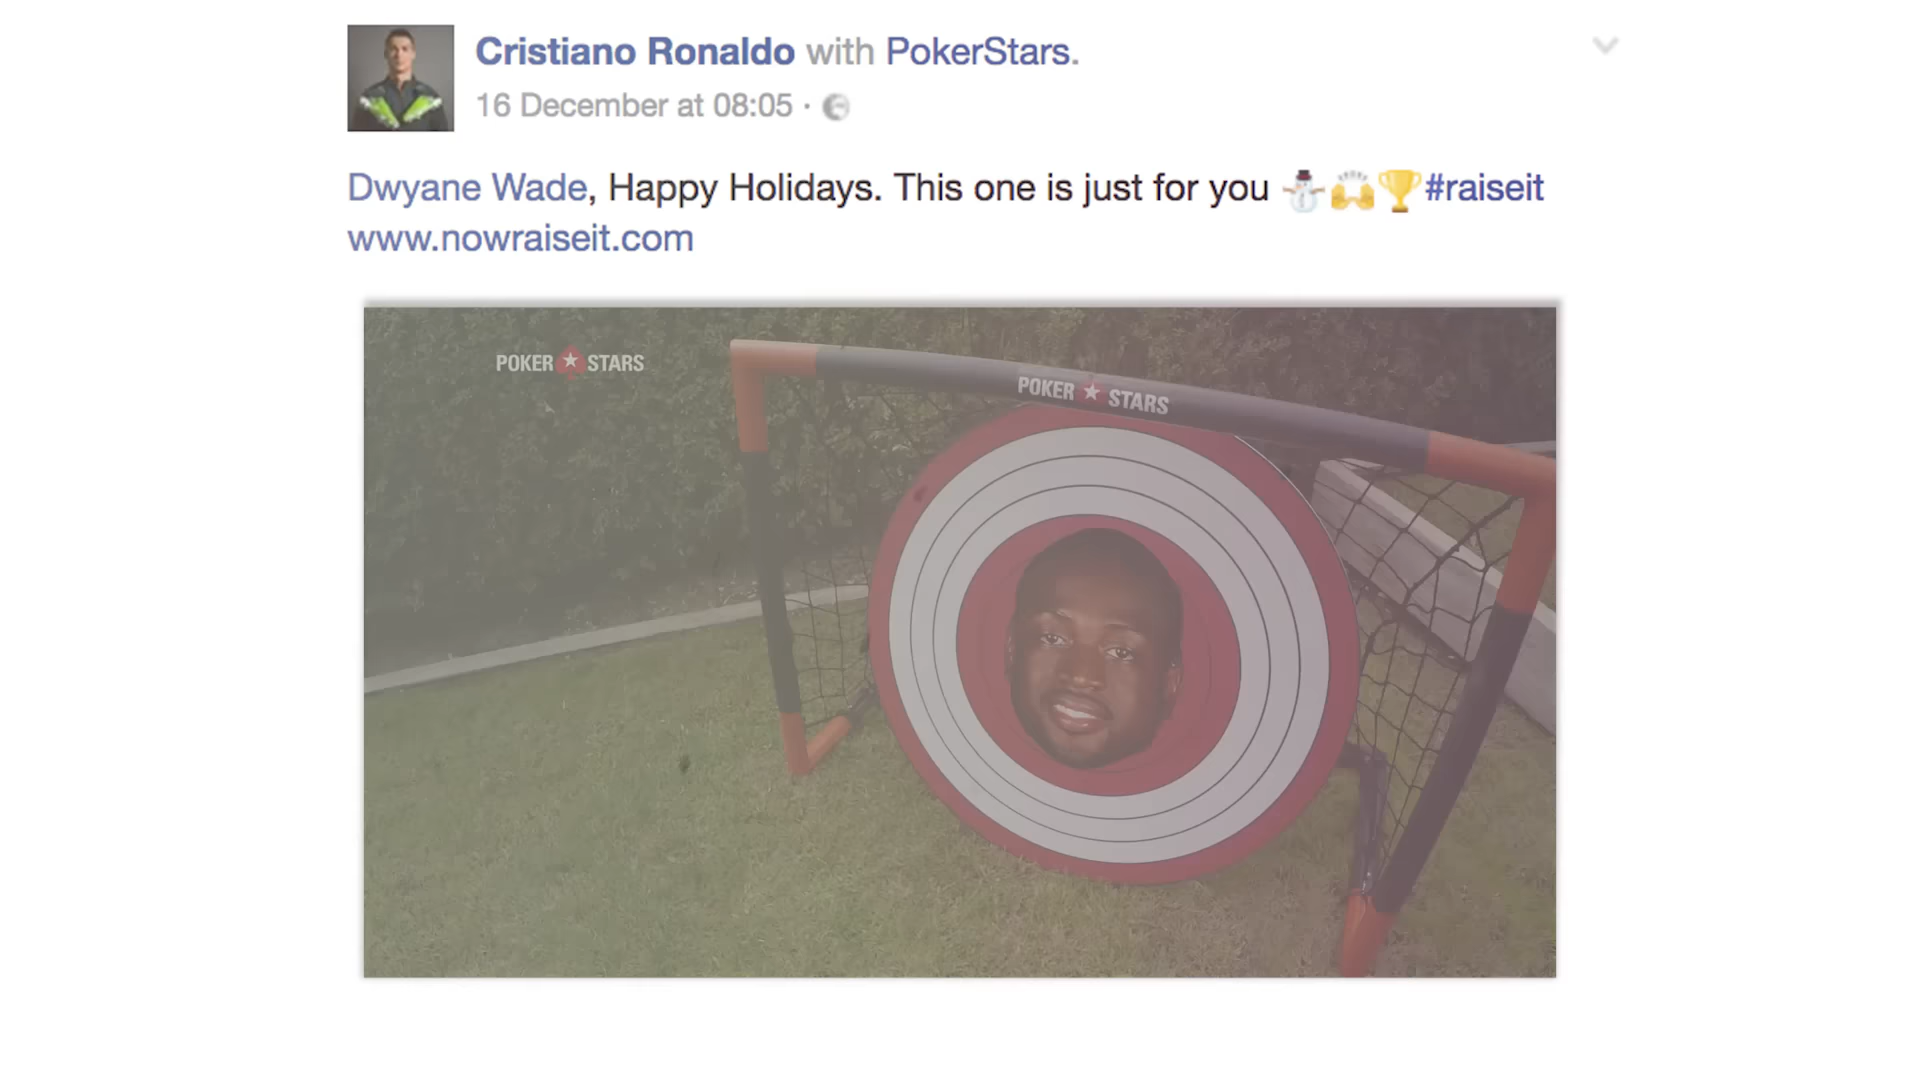 Cristiano Ronaldo with PokerStars.
16 December at 08:05 ·
Dwyane Wade, Happy Holidays. This one is just for you ⛄🙌🏆#raiseit
www.nowraiseit.com
POKER STARS
POKER STARS